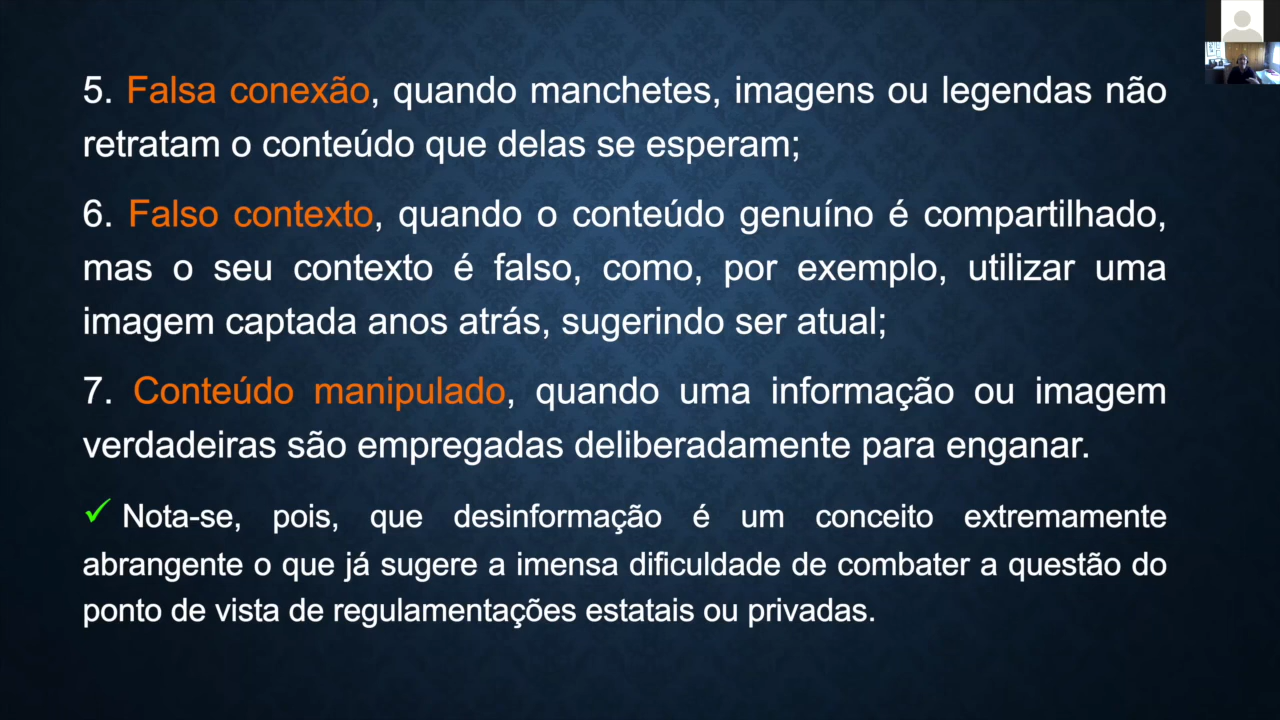 5. Falsa conexão, quando manchetes, imagens ou legendas não
retratam o conteúdo que delas se esperam;
6. Falso contexto, quando o conteúdo genuíno é compartilhado,
mas o seu contexto é falso, como, por exemplo, utilizar uma
imagem captada anos atrás, sugerindo ser atual;
7. Conteúdo manipulado, quando uma informação ou imagem
verdadeiras são empregadas deliberadamente para enganar.
✓ Nota-se, pois, que desinformação é um conceito extremamente
abrangente o que já sugere a imensa dificuldade de combater a questão do
ponto de vista de regulamentações estatais ou privadas.